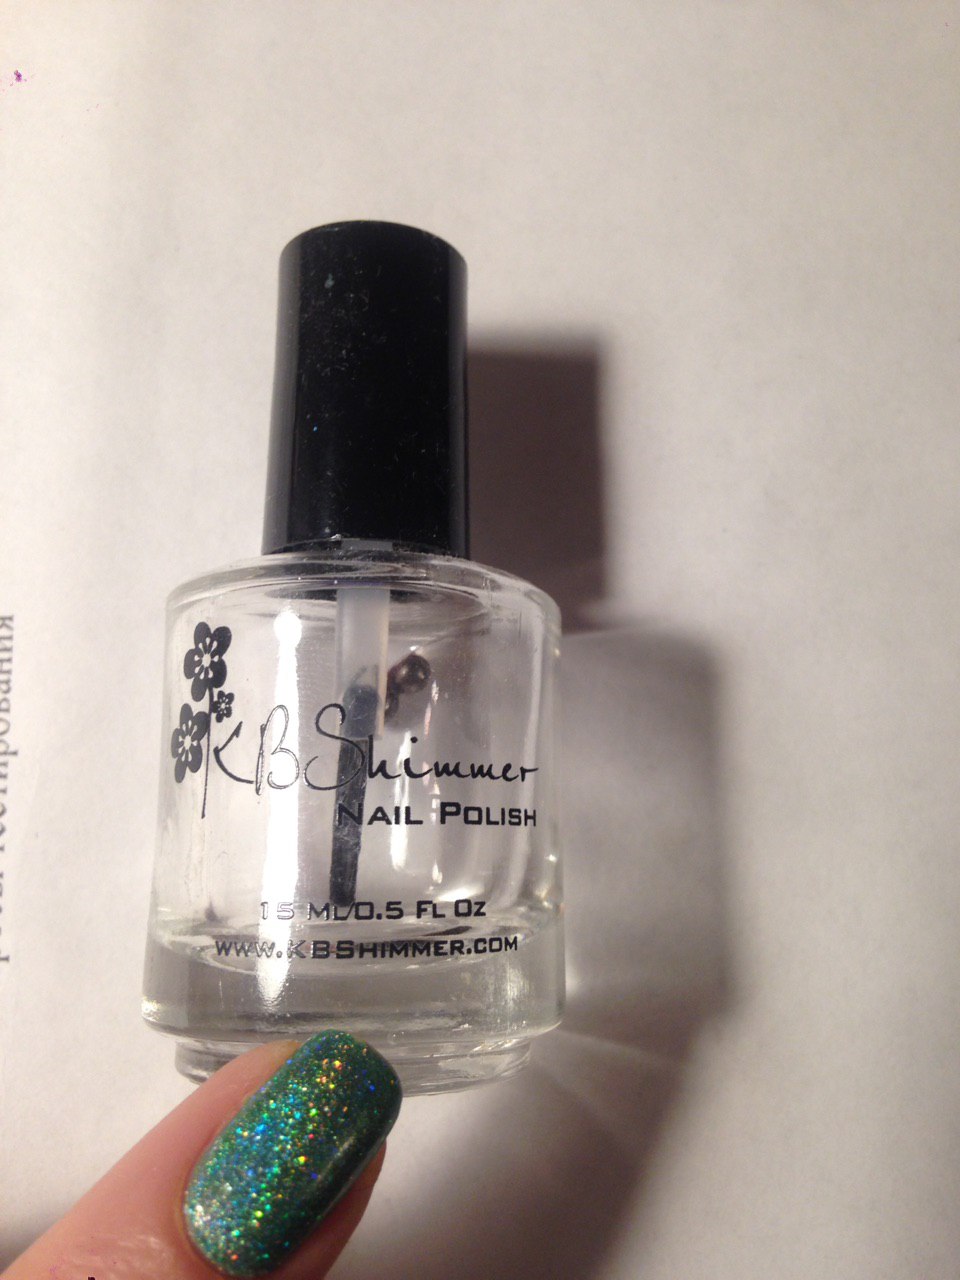 KBShimmer
NAIL POLISH
15 ML/0.5 FL OZ
WWW.KBSHIMMER.COM